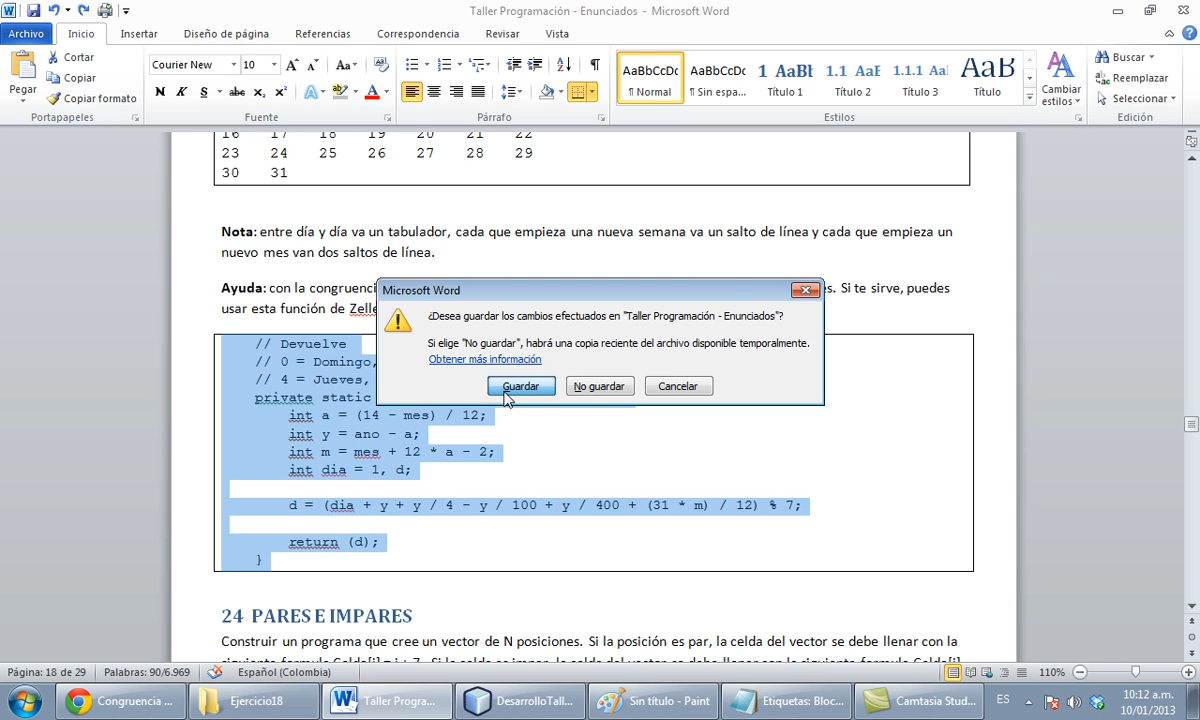 Taller Programación - Enunciados - Microsoft Word
Archivo Inicio Insertar Diseño de página Referencias Correspondencia Revisar Vista
Pegar
Cortar
Copiar
Copiar formato
Portapapeles
Courier New 10
N K S abc x₂ x²
Fuente
Párrafo
AaBbCcDc AaBbCcDc 1 AaBb 1.1 AaB 1.1.1 Aa AaB
¶ Normal ¶ Sin espa... Título 1 Título 2 Título 3 Título
Cambiar estilos
Estilos
Buscar
Reemplazar
Seleccionar
Edición
16 17 18 19 20 21 22
23 24 25 26 27 28 29
30 31
Nota: entre día y día va un tabulador, cada que empieza una nueva semana va un salto de línea y cada que empieza un
nuevo mes van dos saltos de línea.
Ayuda: con la congruenci s. Si te sirve, puedes
usar esta función de Zelle
Microsoft Word
¿Desea guardar los cambios efectuados en "Taller Programación - Enunciados"?
Si elige "No guardar", habrá una copia reciente del archivo disponible temporalmente.
Obtener más información
Guardar No guardar Cancelar
// Devuelve
// 0 = Domingo,
// 4 = Jueves,
private static
int a = (14 - mes) / 12;
int y = ano - a;
int m = mes + 12 * a - 2;
int dia = 1, d;
d = (dia + y + y / 4 - y / 100 + y / 400 + (31 * m) / 12) % 7;
return (d);
}
24 PARES E IMPARES
Construir un programa que cree un vector de N posiciones. Si la posición es par, la celda del vector se debe llenar con la
Página: 18 de 29 Palabras: 90/6.969 Español (Colombia) 110%
Congruencia ... Ejercicio18 Taller Progra... DesarrolloTall... Sin título - Paint Etiquetas: Bloc... Camtasia Stud... ES
10:12 a.m.
10/01/2013